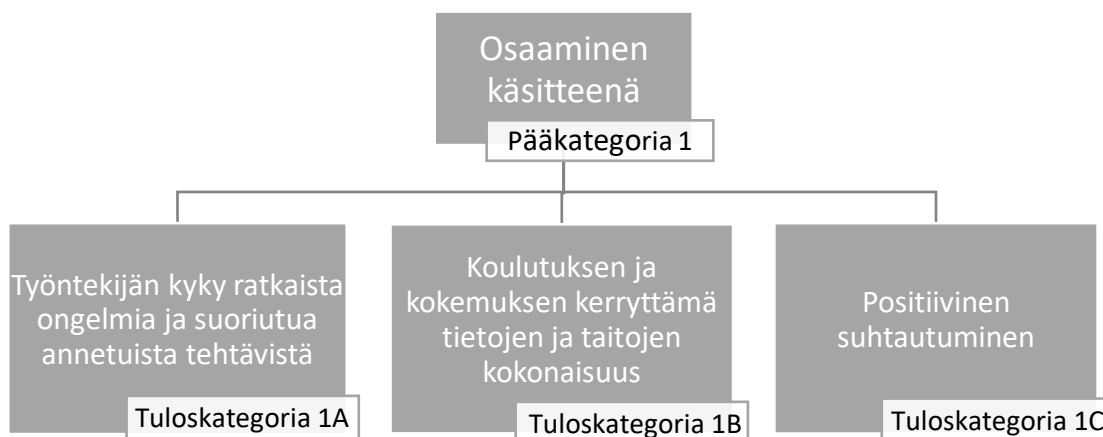 Osaaminen
käsitteenä
Pääkategoria 1
Työntekijän kyky ratkaista
ongelmia ja suoriutua
annetuista tehtävistä
Tuloskategoria 1A
Koulutuksen ja
kokemuksen kerryttämä
tietojen ja taitojen
kokonaisuus
Tuloskategoria 1B
Positiivinen
suhtautuminen
Tuloskategoria 1C